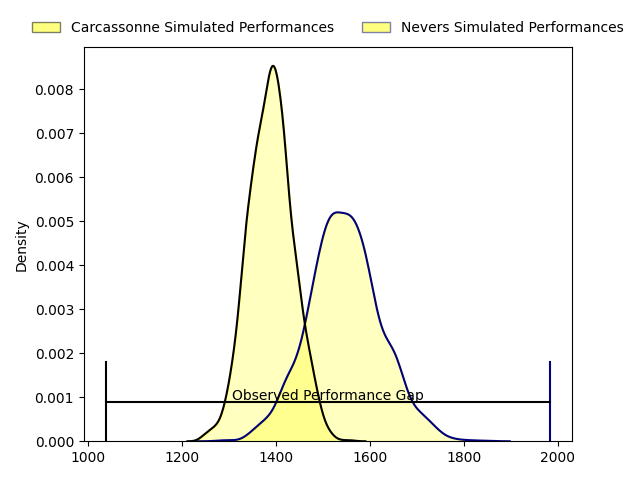 Carcassonne Simulated Performances
Nevers Simulated Performances
0.008
0.007
0.006
0.005
0.004
0.003
0.002
0.001
0.000
Density
Observed Performance Gap
1000 1200 1400 1600 1800 2000